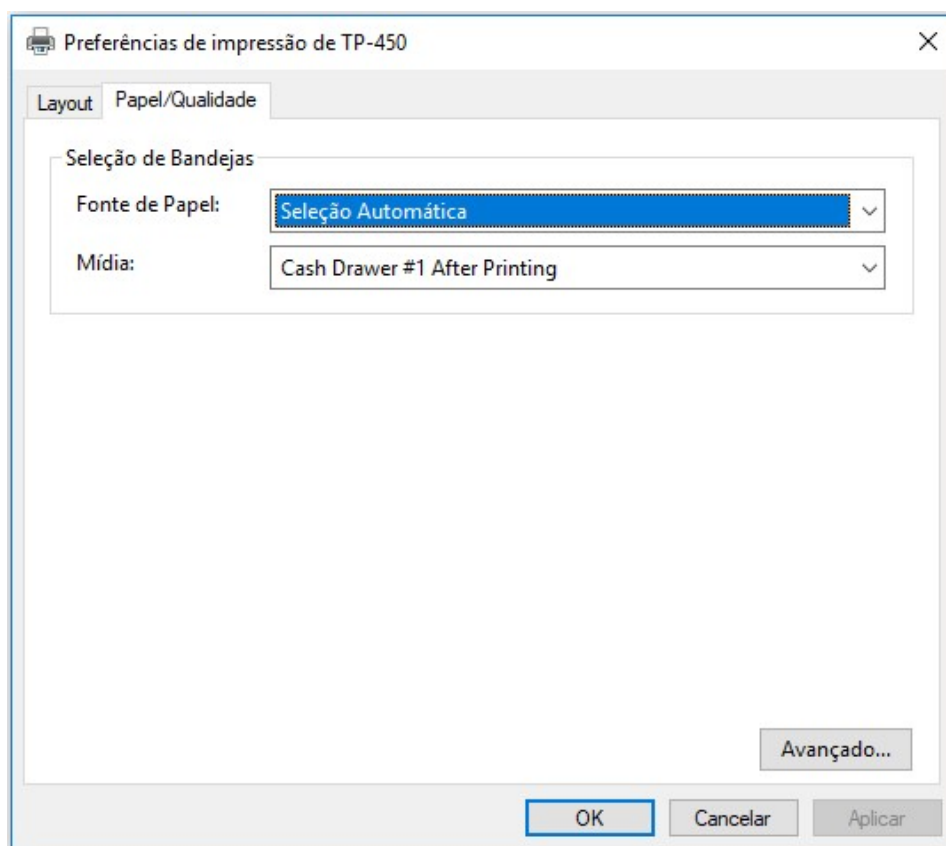 Preferências de impressão de TP-450
Layout Papel/Qualidade
Seleção de Bandejas
Fonte de Papel: Seleção Automática
Mídia: Cash Drawer #1 After Printing
Avançado...
OK Cancelar Aplicar